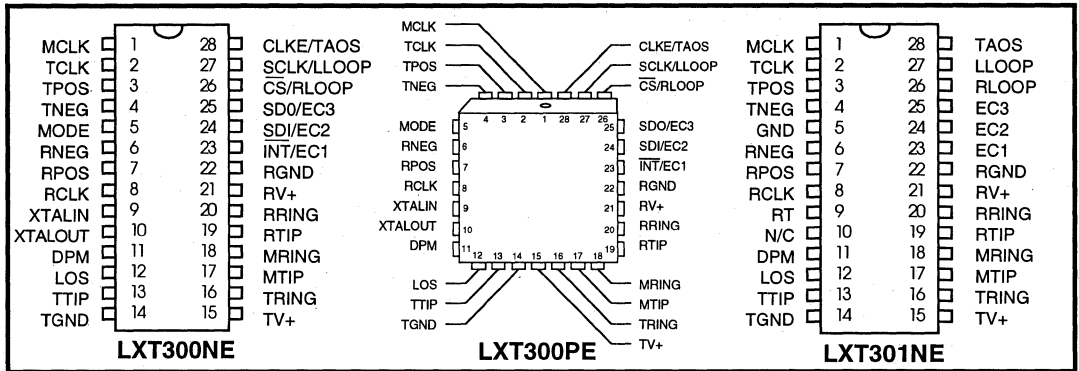 MCLK 1 28 CLKE/TAOS
TCLK 2 27 SCLK/LLOOP
TPOS 3 26 CS/RLOOP
TNEG 4 25 SD0/EC3
MODE 5 24 SDI/EC2
RNEG 6 23 INT/EC1
RPOS 7 22 RGND
RCLK 8 21 RV+
XTALIN 9 20 RRING
XTALOUT 10 19 RTIP
DPM 11 18 MRING
LOS 12 17 MTIP
TTIP 13 16 TRING
TGND 14 15 TV+
LXT300NE
MCLK
TCLK CLKE/TAOS
TPOS SCLK/LLOOP
TNEG CS/RLOOP
4 3 2 1 28 27 26
MODE 5 25 SDO/EC3
RNEG 6 24 SDI/EC2
RPOS 7 23 INT/EC1
RCLK 8 22 RGND
XTALIN 9 21 RV+
XTALOUT 10 20 RRING
DPM 11 19 RTIP
12 13 14 15 16 17 18
LOS MRING
TTIP MTIP
TGND TRING
TV+
LXT300PE
MCLK 1 28 TAOS
TCLK 2 27 LLOOP
TPOS 3 26 RLOOP
TNEG 4 25 EC3
GND 5 24 EC2
RNEG 6 23 EC1
RPOS 7 22 RGND
RCLK 8 21 RV+
RT 9 20 RRING
N/C 10 19 RTIP
DPM 11 18 MRING
LOS 12 17 MTIP
TTIP 13 16 TRING
TGND 14 15 TV+
LXT301NE